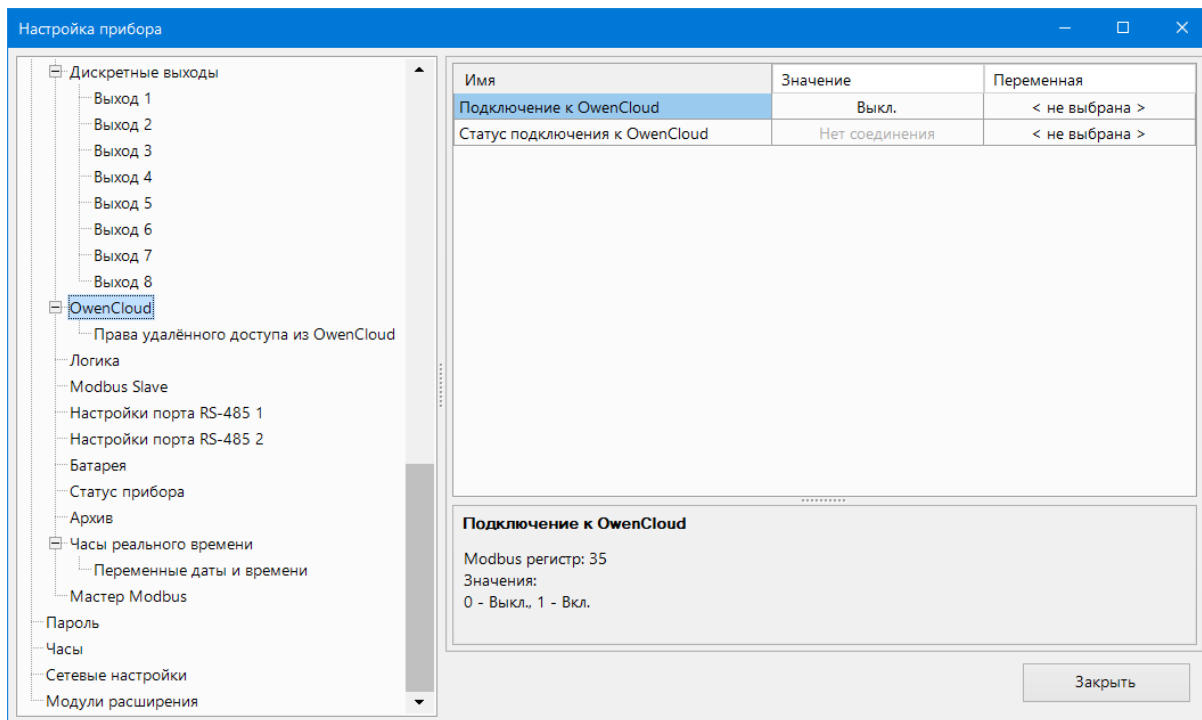 Настройка прибора
Дискретные выходы
Выход 1
Выход 2
Выход 3
Выход 4
Выход 5
Выход 6
Выход 7
Выход 8
OwenCloud
Права удалённого доступа из OwenCloud
Логика
Modbus Slave
Настройки порта RS-485 1
Настройки порта RS-485 2
Батарея
Статус прибора
Архив
Часы реального времени
Переменные даты и времени
Мастер Modbus
Пароль
Часы
Сетевые настройки
Модули расширения
Имя Значение Переменная
Подключение к OwenCloud Выкл. < не выбрана >
Статус подключения к OwenCloud Нет соединения < не выбрана >
Подключение к OwenCloud
Modbus регистр: 35
Значения:
0 - Выкл., 1 - Вкл.
Закрыть